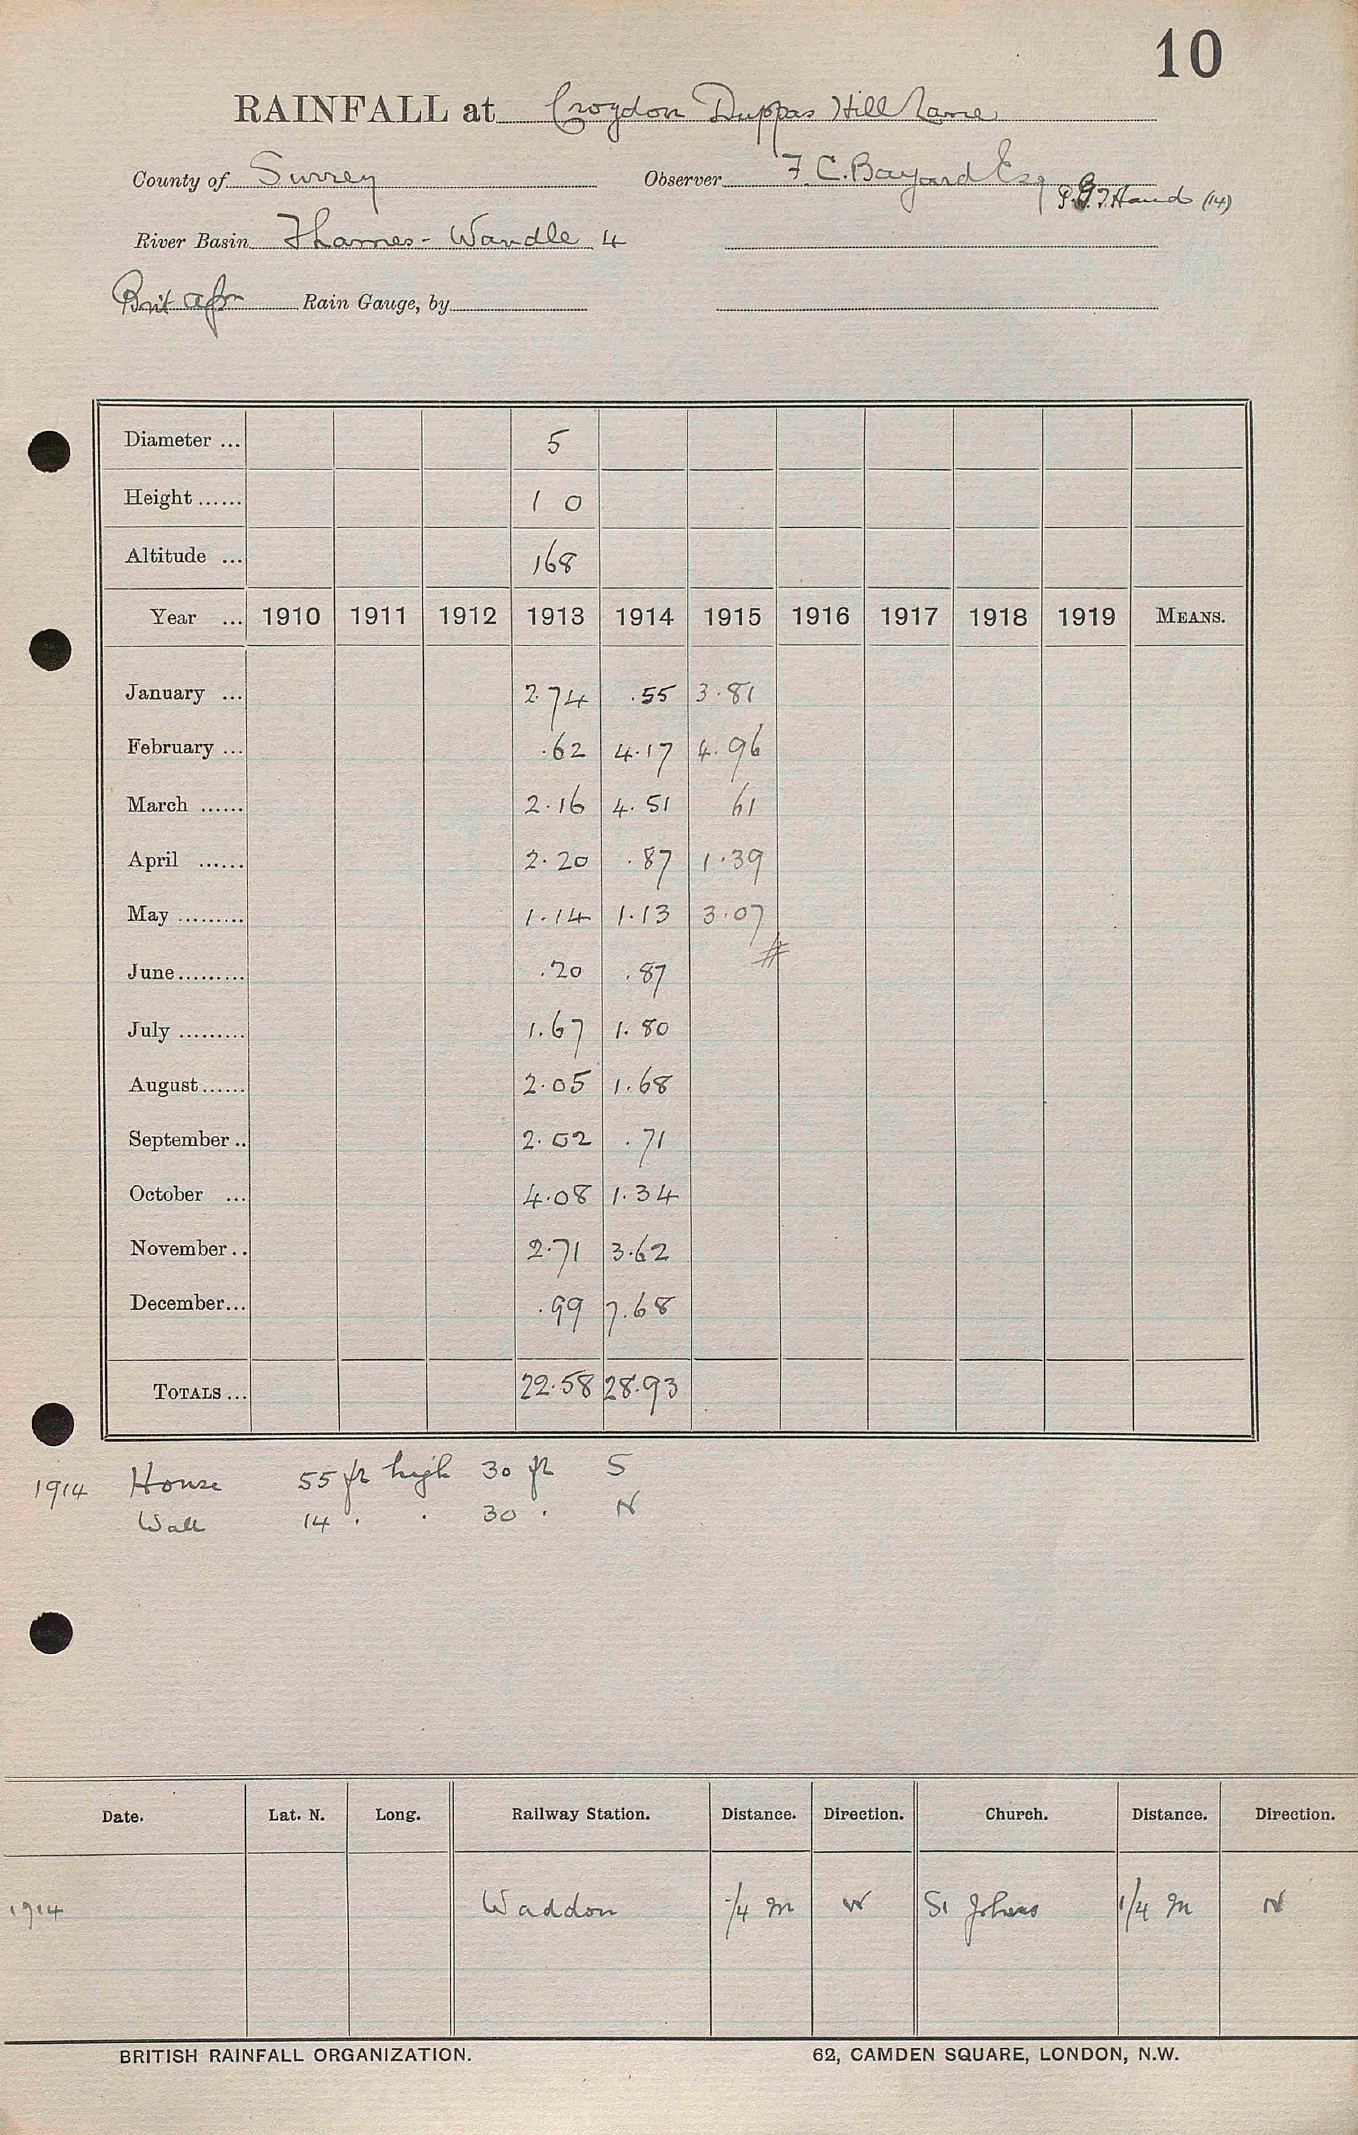 10
RAINFALL at Croydon Duppas Hill Lane
County of Surrey Observer F. C. Bayard Esq
P. J. Hands (14)
River Basin Thames - Wandle 4
Brit Rain Gauge, by
Diameter ... 5
Height ...... 1 0
Altitude ... 168
Year ... 1910 1911 1912 1913 1914 1915 1916 1917 1918 1919 MEANS.
January ... 2.74 .55 3.81
February ... .62 4.17 4.96
March ...... 2.16 4.51 61
April ...... 2.20 .87 1.39
May ......... 1.14 1.13 3.07
#
June ......... .20 .87
July ......... 1.67 1.80
August ...... 2.05 1.68
September .. 2.02 .71
October ... 4.08 1.34
November .. 2.71 3.62
December ... .99 7.68
TOTALS ... 22.58 28.93
1914 House 55 ft high 30 ft S
Wall 14 . . 30 . N
Date. Lat. N. Long. Railway Station. Distance. Direction. Church. Distance. Direction.
1914 Waddon 1/4 m W St Johns 1/4 m N
BRITISH RAINFALL ORGANIZATION. 62, CAMDEN SQUARE, LONDON, N.W.